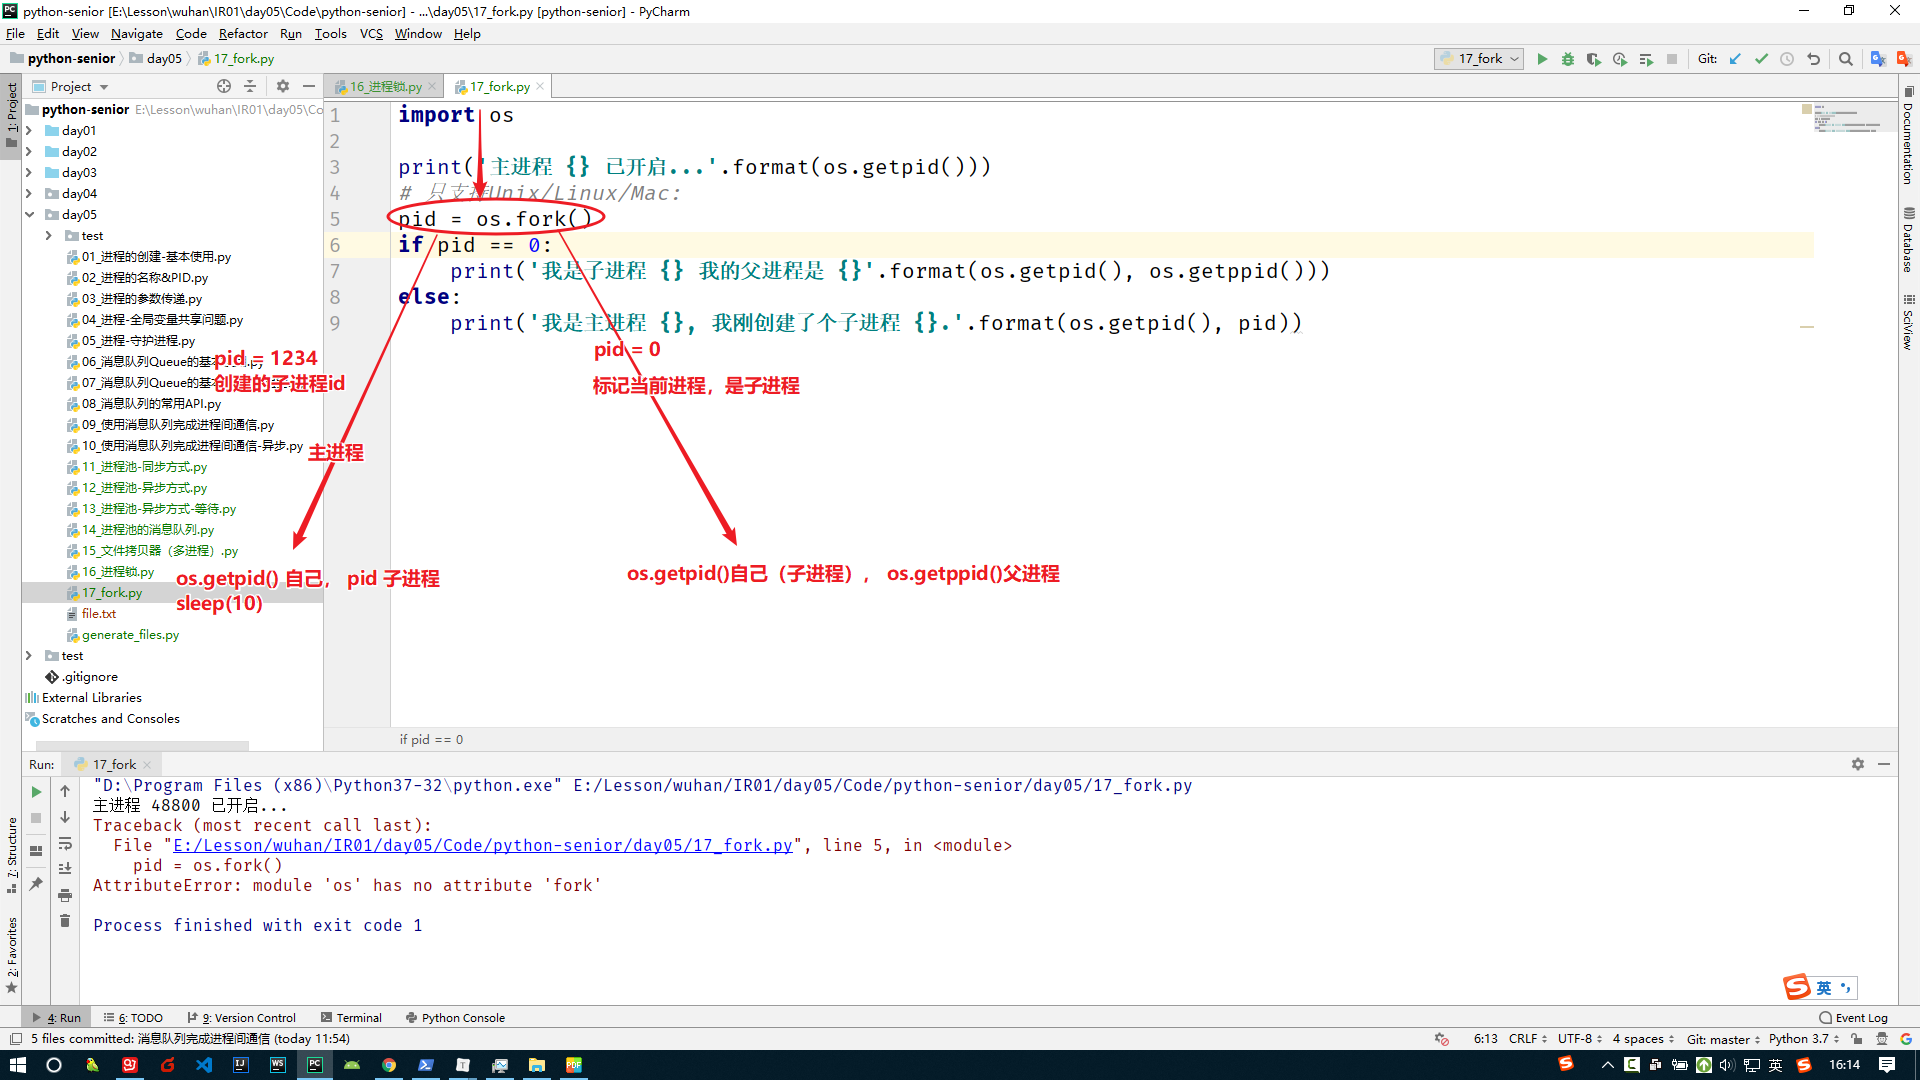 python-senior [E:\Lesson\wuhan\IR01\day05\Code\python-senior] - ...\day05\17_fork.py [python-senior] - PyCharm
File Edit View Navigate Code Refactor Run Tools VCS Window Help
python-senior day05 17_fork.py
17_fork Git:
1: Project
Project
16_进程锁.py 17_fork.py
python-senior E:\Lesson\wuhan\IR01\day05\Co
day01
day02
day03
day04
day05
test
01_进程的创建-基本使用.py
02_进程的名称&PID.py
03_进程的参数传递.py
04_进程-全局变量共享问题.py
05_进程-守护进程.py
06_消息队列Queue的基
07_消息队列Queue的基
08_消息队列的常用API.py
09_使用消息队列完成进程间通信.py
10_使用消息队列完成进程间通信-异步.py
11_进程池-同步方式.py
12_进程池-异步方式.py
13_进程池-异步方式-等待.py
14_进程池的消息队列.py
15_文件拷贝器（多进程）.py
16_进程锁.py
17_fork.py
file.txt
generate_files.py
test
.gitignore
External Libraries
Scratches and Consoles
1 import os
2
3 print('主进程 {} 已开启...'.format(os.getpid()))
4 # 只支持Unix/Linux/Mac:
5 pid = os.fork()
6 if pid == 0:
7 print('我是子进程 {} 我的父进程是 {}'.format(os.getpid(), os.getppid()))
8 else:
9 print('我是主进程 {}, 我刚创建了个子进程 {}.'.format(os.getpid(), pid))
pid = 1234
创建的子进程id
pid = 0
标记当前进程，是子进程
主进程
os.getpid() 自己， pid 子进程
sleep(10)
os.getpid()自己（子进程）， os.getppid()父进程
if pid == 0
Documentation
Database
SciView
Run: 17_fork
"D:\Program Files (x86)\Python37-32\python.exe" E:/Lesson/wuhan/IR01/day05/Code/python-senior/day05/17_fork.py
主进程 48800 已开启...
Traceback (most recent call last):
File "E:/Lesson/wuhan/IR01/day05/Code/python-senior/day05/17_fork.py", line 5, in <module>
pid = os.fork()
AttributeError: module 'os' has no attribute 'fork'
Process finished with exit code 1
7: Structure
2: Favorites
英
4: Run 6: TODO 9: Version Control Terminal Python Console Event Log
5 files committed: 消息队列完成进程间通信 (today 11:54) 6:13 CRLF UTF-8 4 spaces Git: master Python 3.7
英 16:14